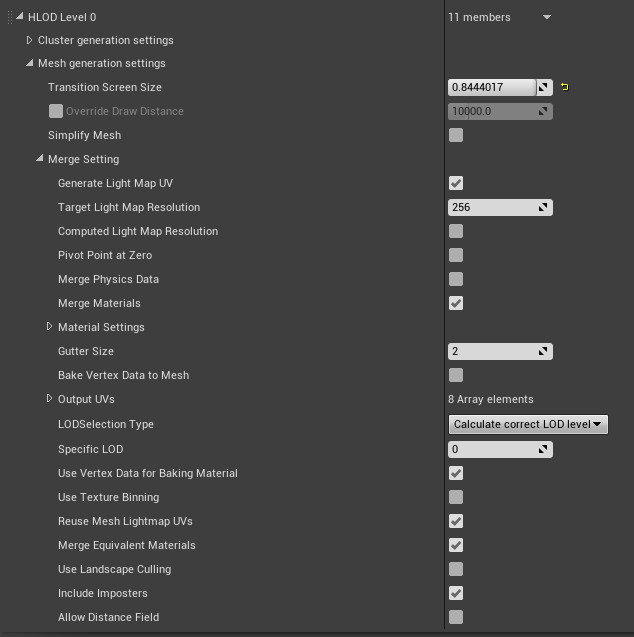 HLOD Level 0 11 members
Cluster generation settings
Mesh generation settings
Transition Screen Size 0.8444017
Override Draw Distance 10000.0
Simplify Mesh
Merge Setting
Generate Light Map UV
Target Light Map Resolution 256
Computed Light Map Resolution
Pivot Point at Zero
Merge Physics Data
Merge Materials
Material Settings
Gutter Size 2
Bake Vertex Data to Mesh
Output UVs 8 Array elements
LODSelection Type Calculate correct LOD level
Specific LOD 0
Use Vertex Data for Baking Material
Use Texture Binning
Reuse Mesh Lightmap UVs
Merge Equivalent Materials
Use Landscape Culling
Include Imposters
Allow Distance Field